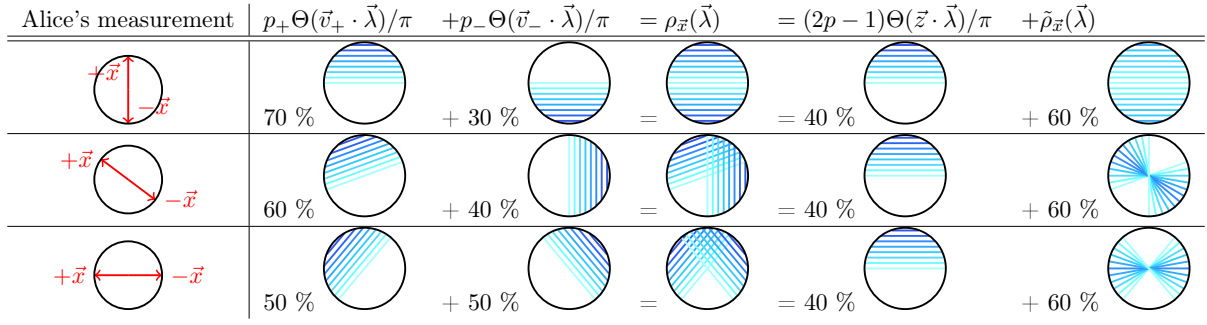 Alice's measurement p₊Θ(v⃗₊ · λ⃗)/π +p₋Θ(v⃗₋ · λ⃗)/π = ρ_x⃗(λ⃗) = (2p − 1)Θ(z⃗ · λ⃗)/π +ρ̃_x⃗(λ⃗)
+x⃗
−x⃗
70 % + 30 % = = 40 % + 60 %
+x⃗
−x⃗
60 % + 40 % = = 40 % + 60 %
+x⃗ −x⃗
50 % + 50 % = = 40 % + 60 %